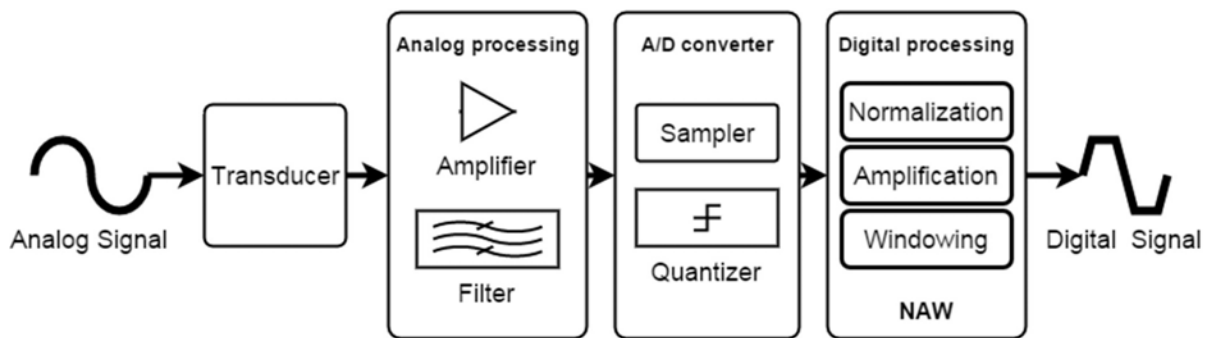 Analog Signal
Transducer
Analog processing
Amplifier
Filter
A/D converter
Sampler
Quantizer
Digital processing
Normalization
Amplification
Windowing
NAW
Digital Signal